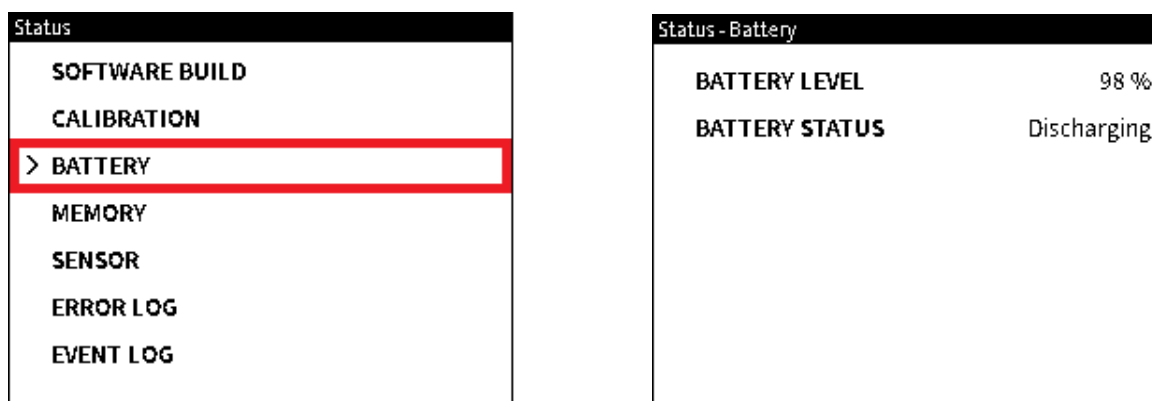 Status
SOFTWARE BUILD
CALIBRATION
> BATTERY
MEMORY
SENSOR
ERROR LOG
EVENT LOG
Status - Battery
BATTERY LEVEL 98 %
BATTERY STATUS Discharging